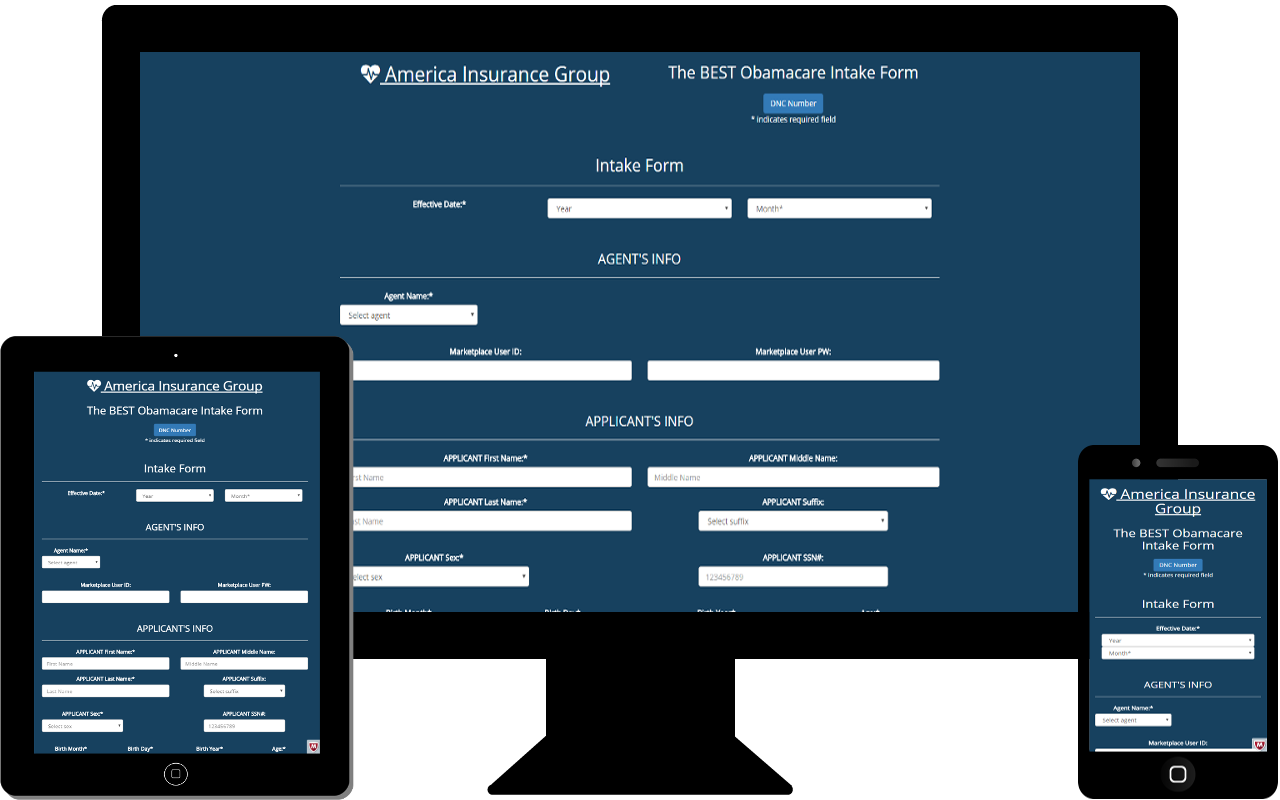 America Insurance Group
The BEST Obamacare Intake Form
DNC Number
* indicates required field
Intake Form
Effective Date:*
Year
Month*
AGENT'S INFO
Agent Name:*
Select agent
Marketplace User ID:
Marketplace User PW:
APPLICANT'S INFO
APPLICANT First Name:*
APPLICANT Middle Name:
st Name
Middle Name
APPLICANT Last Name:*
APPLICANT Suffix:
st Name
Select suffix
APPLICANT Sex:*
APPLICANT SSN#:
elect sex
123456789
Birth Month*
Birth Day*
Birth Year*
Age:*
America Insurance Group
The BEST Obamacare Intake Form
DNC Number
* indicates required field
Intake Form
Effective Date:*
Year
Month*
AGENT'S INFO
Agent Name:*
Select agent
Marketplace User ID:
Marketplace User PW:
APPLICANT'S INFO
APPLICANT First Name:*
APPLICANT Middle Name:
First Name
Middle Name
APPLICANT Last Name:*
APPLICANT Suffix:
Last Name
Select suffix
APPLICANT Sex:*
APPLICANT SSN#:
Select sex
123456789
Birth Month*
Birth Day*
Birth Year*
Age:*
America Insurance
Group
The BEST Obamacare
Intake Form
DNC Number
* indicates required field
Intake Form
Effective Date:*
Year
Month*
AGENT'S INFO
Agent Name:*
Select agent
Marketplace User ID: